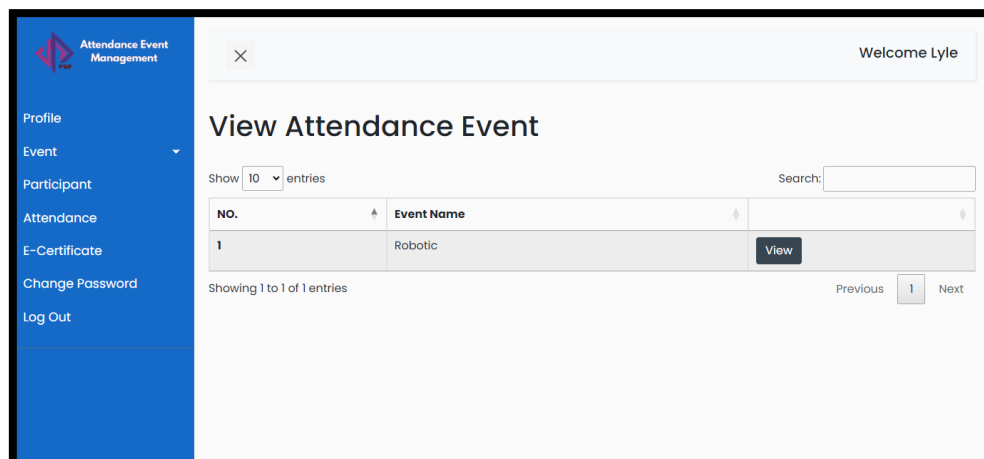 Attendance Event
Management
Welcome Lyle
Profile
Event
Participant
Attendance
E-Certificate
Change Password
Log Out
View Attendance Event
Show 10 entries
Search:
NO. Event Name
1 Robotic View
Showing 1 to 1 of 1 entries
Previous 1 Next